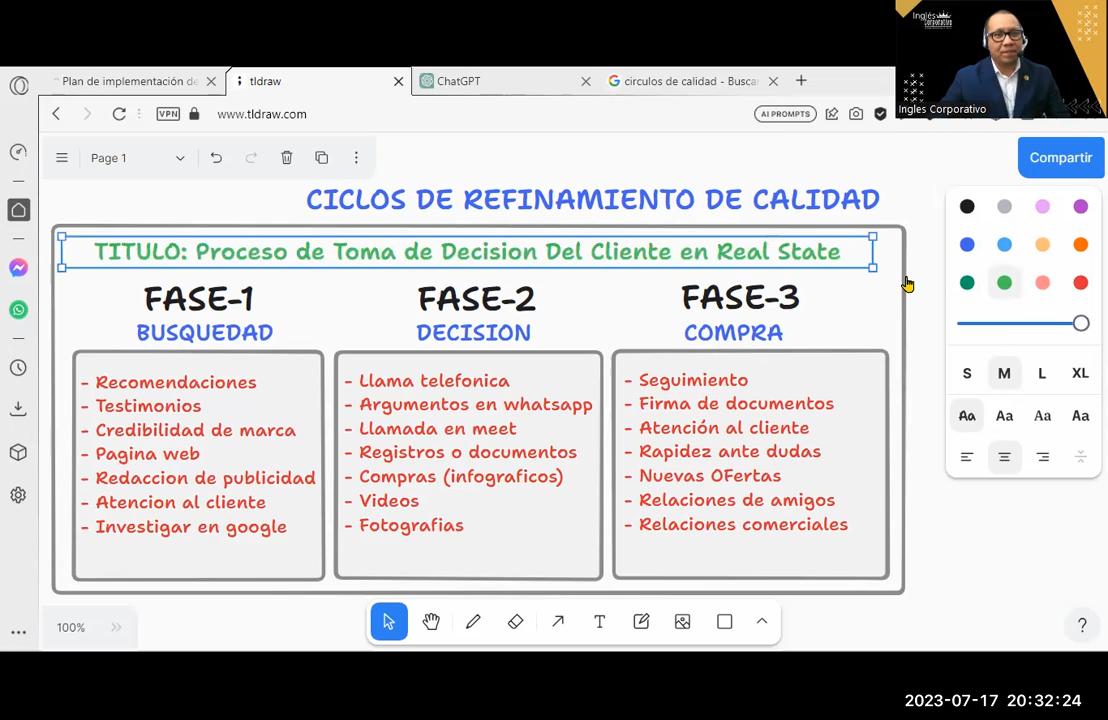 Plan de implementación de
tldraw
ChatGPT
circulos de calidad - Buscar
VPN
www.tldraw.com
AI PROMPTS
Inglés
Corporativo
Ingles Corporativo
Page 1
Compartir
CICLOS DE REFINAMIENTO DE CALIDAD
TITULO: Proceso de Toma de Decision Del Cliente en Real State
FASE-1
BUSQUEDAD
- Recomendaciones
- Testimonios
- Credibilidad de marca
- Pagina web
- Redaccion de publicidad
- Atencion al cliente
- Investigar en google
FASE-2
DECISION
- Llama telefonica
- Argumentos en whatsapp
- Llamada en meet
- Registros o documentos
- Compras (infograficos)
- Videos
- Fotografias
FASE-3
COMPRA
- Seguimiento
- Firma de documentos
- Atención al cliente
- Rapidez ante dudas
- Nuevas OFertas
- Relaciones de amigos
- Relaciones comerciales
S M L XL
Aa Aa Aa Aa
100%
?
2023-07-17 20:32:24